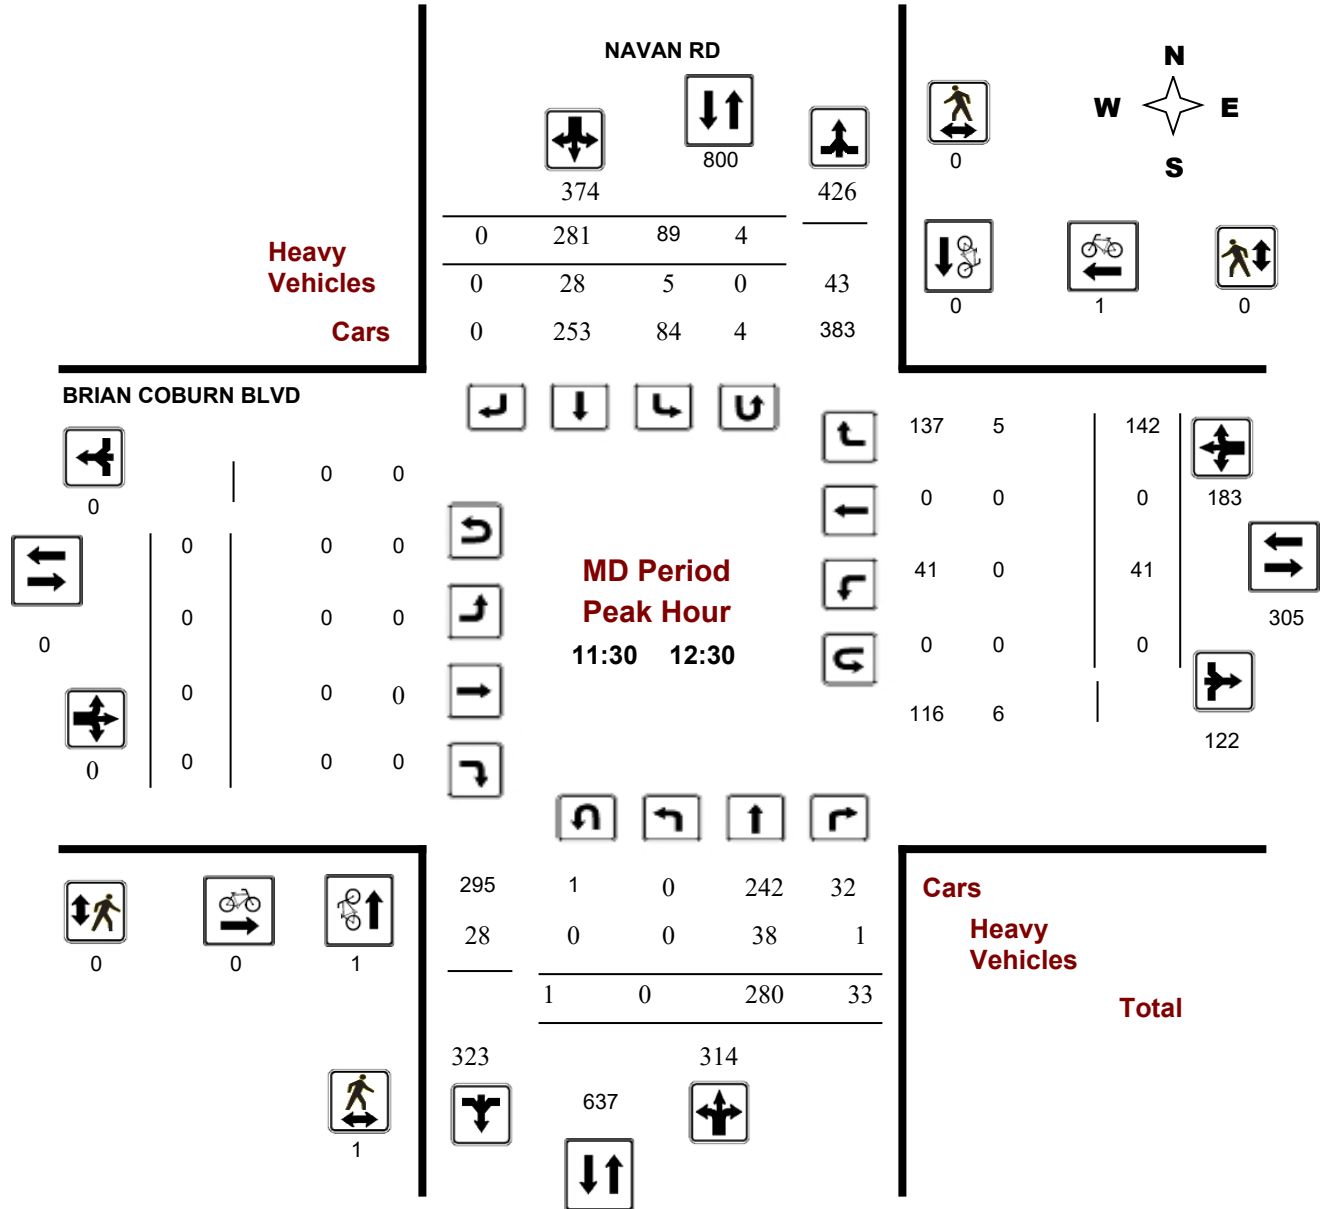 NAVAN RD
N
W E
S
800
0
374 426
0 281 89 4
Heavy
Vehicles
0 28 5 0 43
0 1 0
Cars
0 253 84 4 383
BRIAN COBURN BLVD
137 5 142
0 0
0
0 0 0 183
0 0 0
MD Period
41 0 41
Peak Hour
0 0 0
305
0
11:30 12:30
0 0 0
0 0 0
116 6
122
0 0 0 0
295 1 0 242 32
Cars
28 0 0 38 1
Heavy
Vehicles
0 0 1
1 0 280 33
Total
323 314
637
1